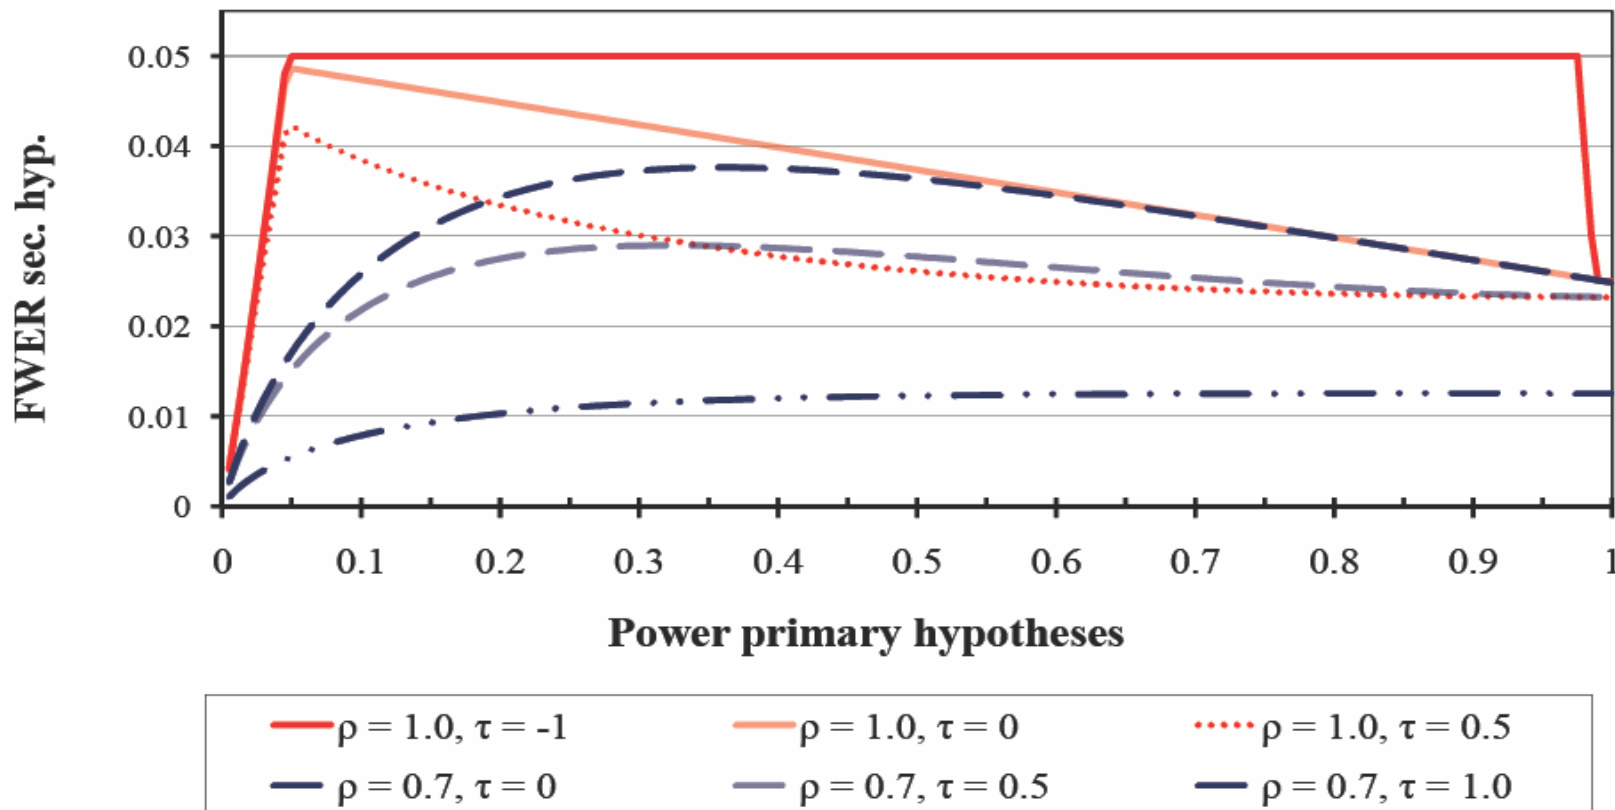 FWER sec. hyp.
0.05
0.04
0.03
0.02
0.01
0
0 0.1 0.2 0.3 0.4 0.5 0.6 0.7 0.8 0.9 1
Power primary hypotheses
ρ = 1.0, τ = -1 ρ = 1.0, τ = 0 ρ = 1.0, τ = 0.5
ρ = 0.7, τ = 0 ρ = 0.7, τ = 0.5 ρ = 0.7, τ = 1.0